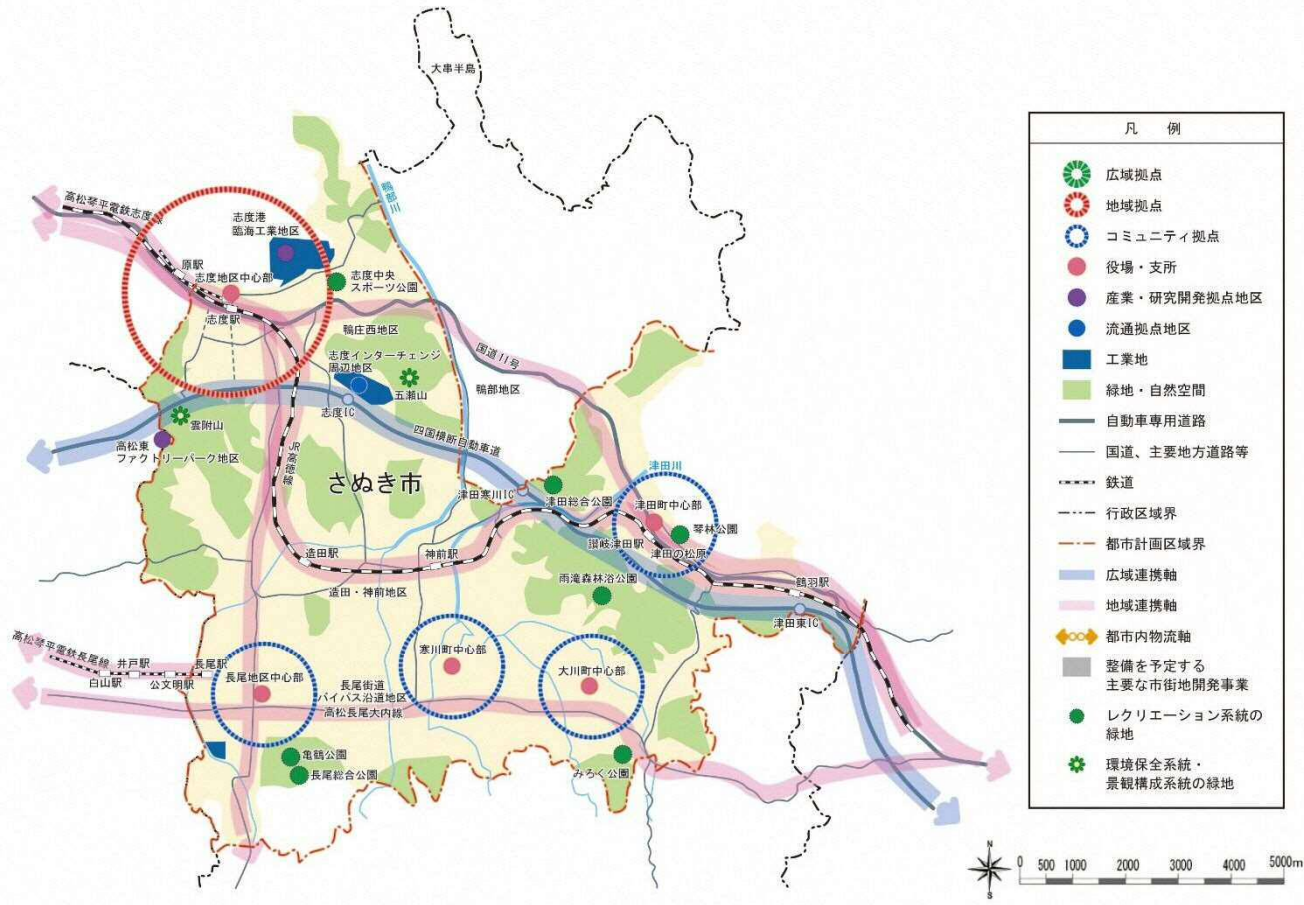 大串半島
鴨部川
高松琴平電鉄志度線
志度港
臨海工業地区
原駅
志度地区中心部
志度駅
志度中央
スポーツ公園
鴨庄西地区
国道11号
志度インターチェンジ
周辺地区
五瀬山
鴨部地区
志度IC
雲附山
高松東
ファクトリーパーク地区
JR高徳線
四国横断自動車道
さぬき市
津田川
津田寒川IC
津田総合公園
津田町中心部
琴林公園
讃岐津田駅
津田の松原
造田駅
神前駅
雨滝森林浴公園
鶴羽駅
造田・神前地区
津田東IC
高松琴平電鉄長尾線
井戸駅
長尾駅
白山駅
公文明駅
長尾地区中心部
寒川町中心部
大川町中心部
長尾街道
バイパス沿道地区
高松長尾大内線
亀鶴公園
長尾総合公園
みろく公園
凡 例
広域拠点
地域拠点
コミュニティ拠点
役場・支所
産業・研究開発拠点地区
流通拠点地区
工業地
緑地・自然空間
自動車専用道路
国道、主要地方道路等
鉄道
行政区域界
都市計画区域界
広域連携軸
地域連携軸
都市内物流軸
整備を予定する
主要な市街地開発事業
レクリエーション系統の
緑地
環境保全系統・
景観構成系統の緑地
N
S
0 500 1000 2000 3000 4000 5000m